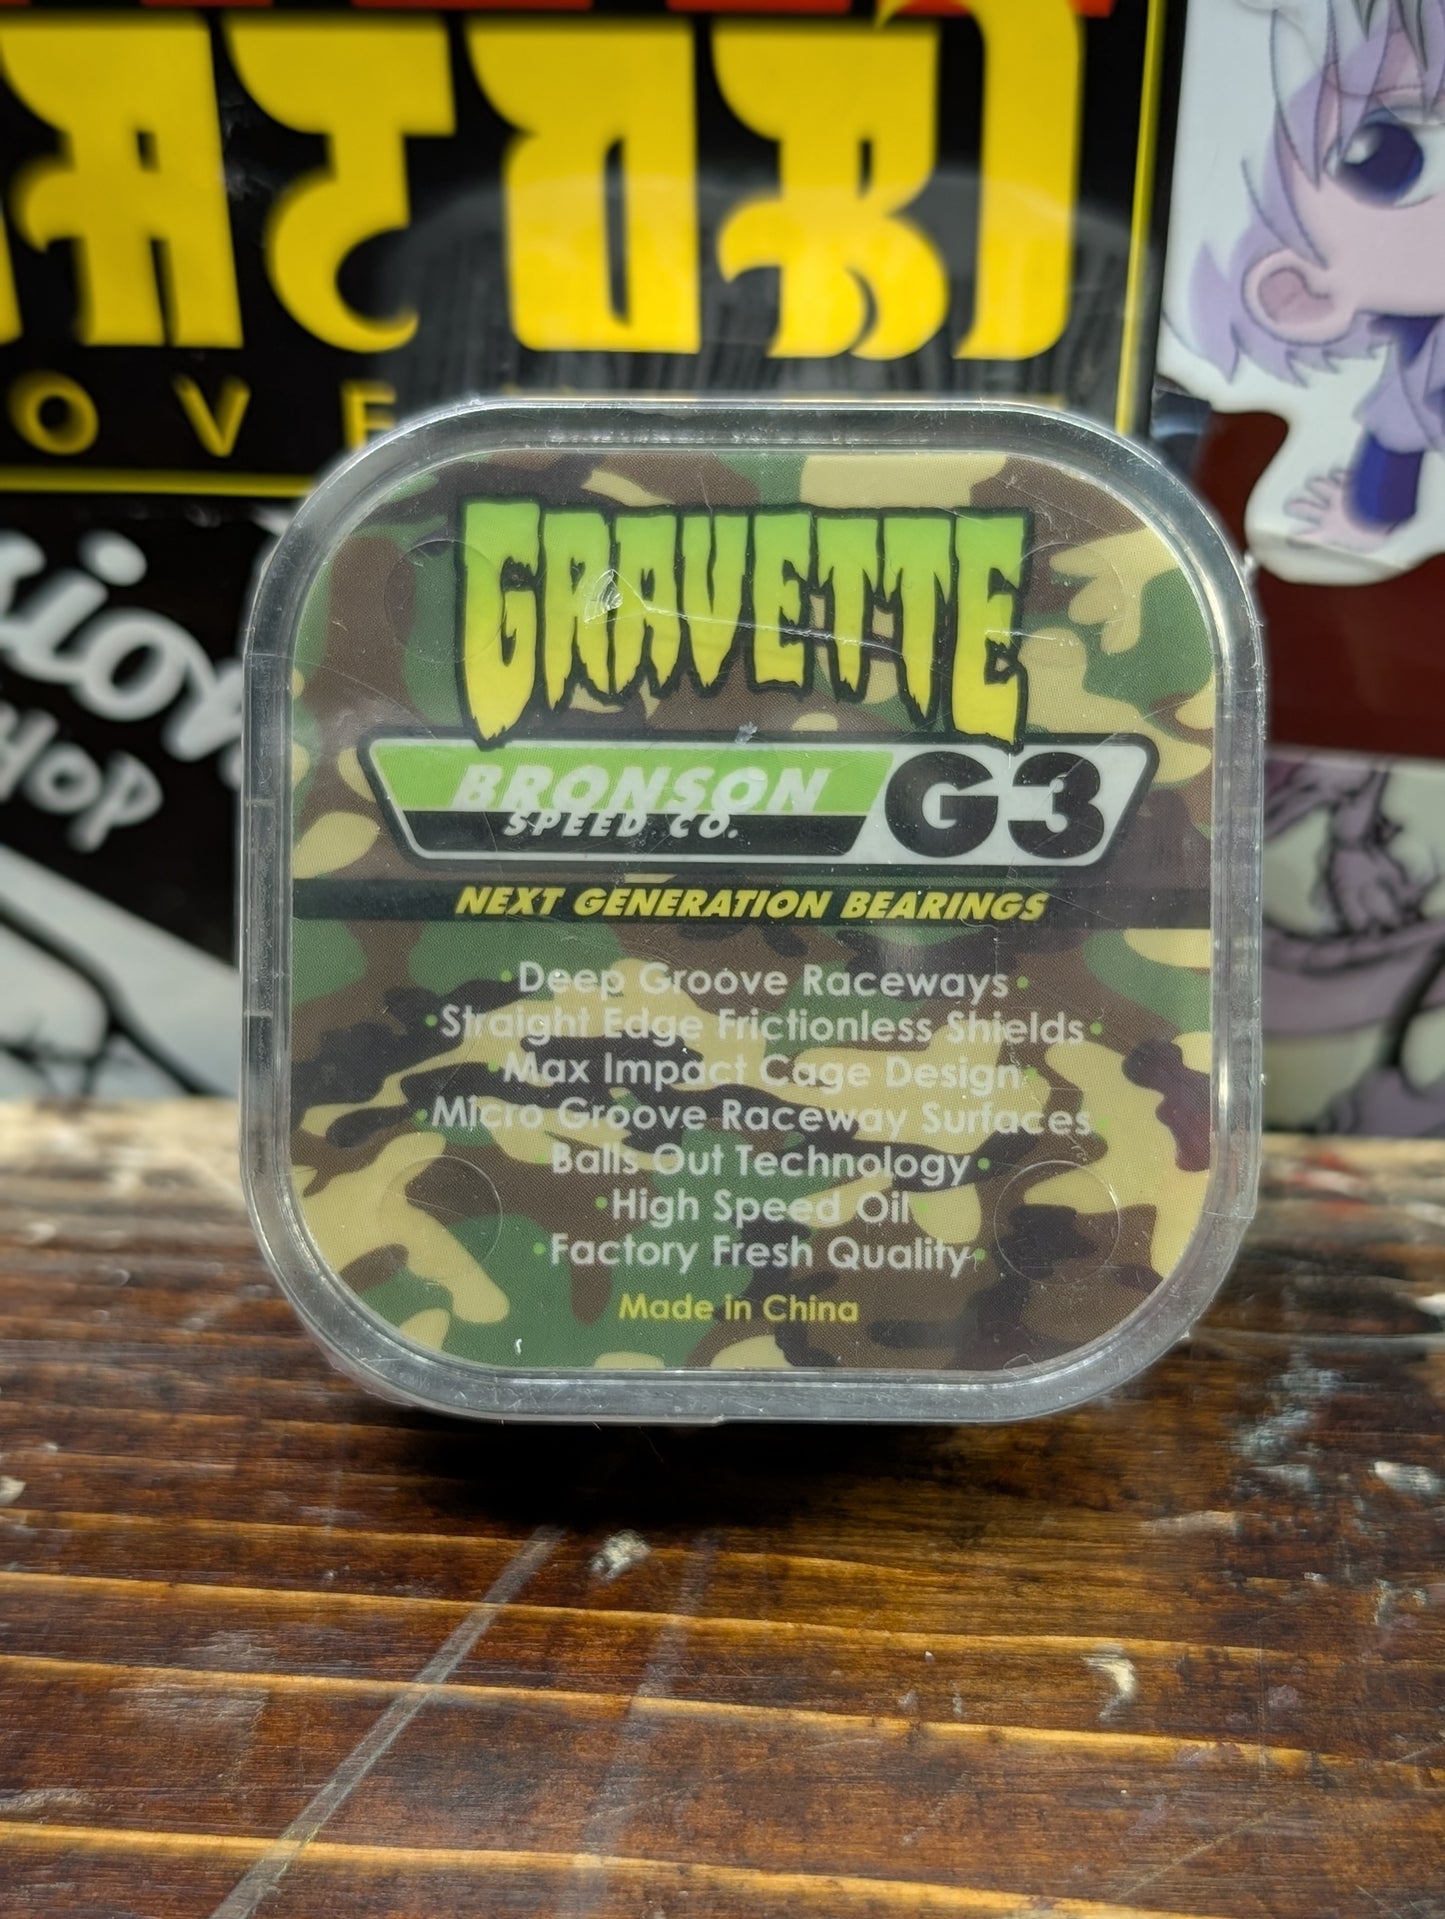 OVE
GRAVETTE
BRONSON G3
SPEED CO.
NEXT GENERATION BEARINGS
•Deep Groove Raceways•
•Straight Edge Frictionless Shields•
•Max Impact Cage Design•
•Micro Groove Raceway Surfaces•
•Balls Out Technology•
•High Speed Oil•
•Factory Fresh Quality•
Made in China